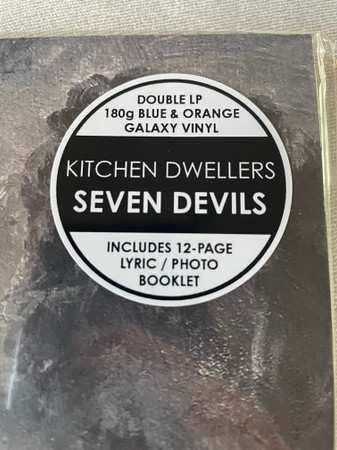 DOUBLE LP
180g BLUE & ORANGE
GALAXY VINYL
KITCHEN DWELLERS
SEVEN DEVILS
INCLUDES 12-PAGE
LYRIC / PHOTO
BOOKLET